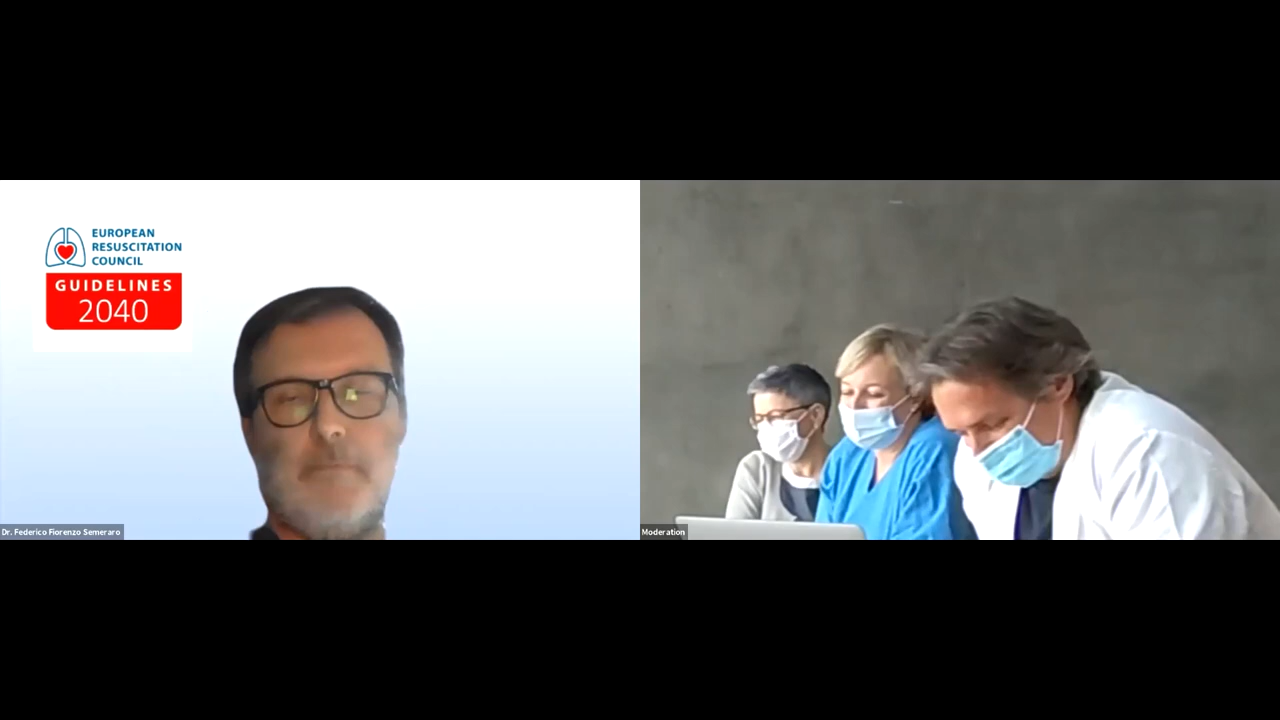 EUROPEAN
RESUSCITATION
COUNCIL
GUIDELINES
2040
Dr. Federico Fiorenzo Semeraro
Moderation